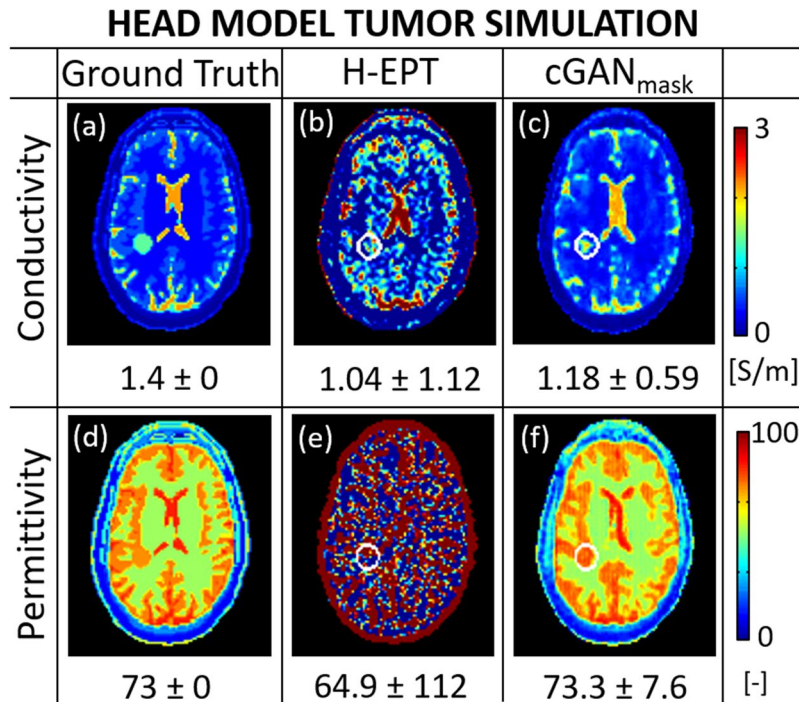 HEAD MODEL TUMOR SIMULATION
Ground Truth H-EPT cGANmask
Conductivity
(a) (b) (c)
3
0
[S/m]
1.4 ± 0 1.04 ± 1.12 1.18 ± 0.59
Permittivity
(d) (e) (f)
100
0
[-]
73 ± 0 64.9 ± 112 73.3 ± 7.6